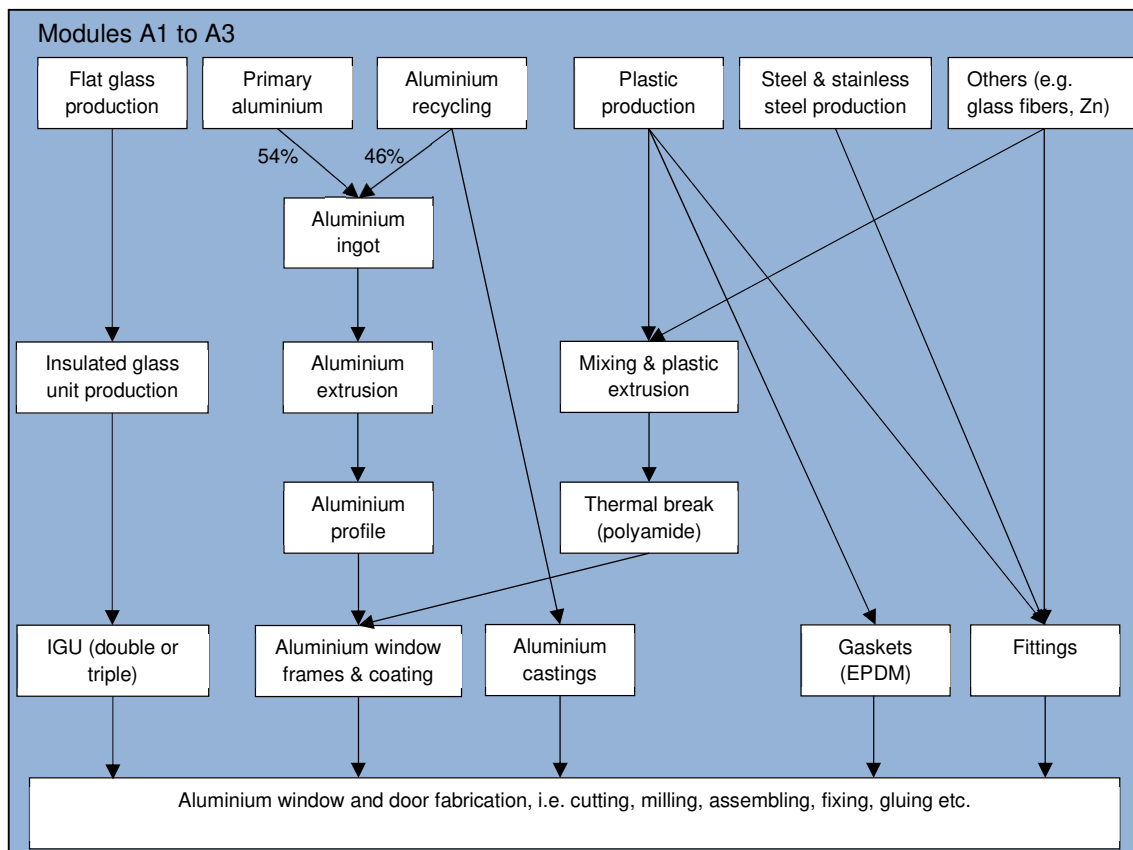 Modules A1 to A3
Flat glass
production
Primary
aluminium
Aluminium
recycling
Plastic
production
Steel & stainless
steel production
Others (e.g.
glass fibers, Zn)
54%
46%
Aluminium
ingot
Insulated glass
unit production
Aluminium
extrusion
Mixing & plastic
extrusion
Aluminium
profile
Thermal break
(polyamide)
IGU (double or
triple)
Aluminium window
frames & coating
Aluminium
castings
Gaskets
(EPDM)
Fittings
Aluminium window and door fabrication, i.e. cutting, milling, assembling, fixing, gluing etc.